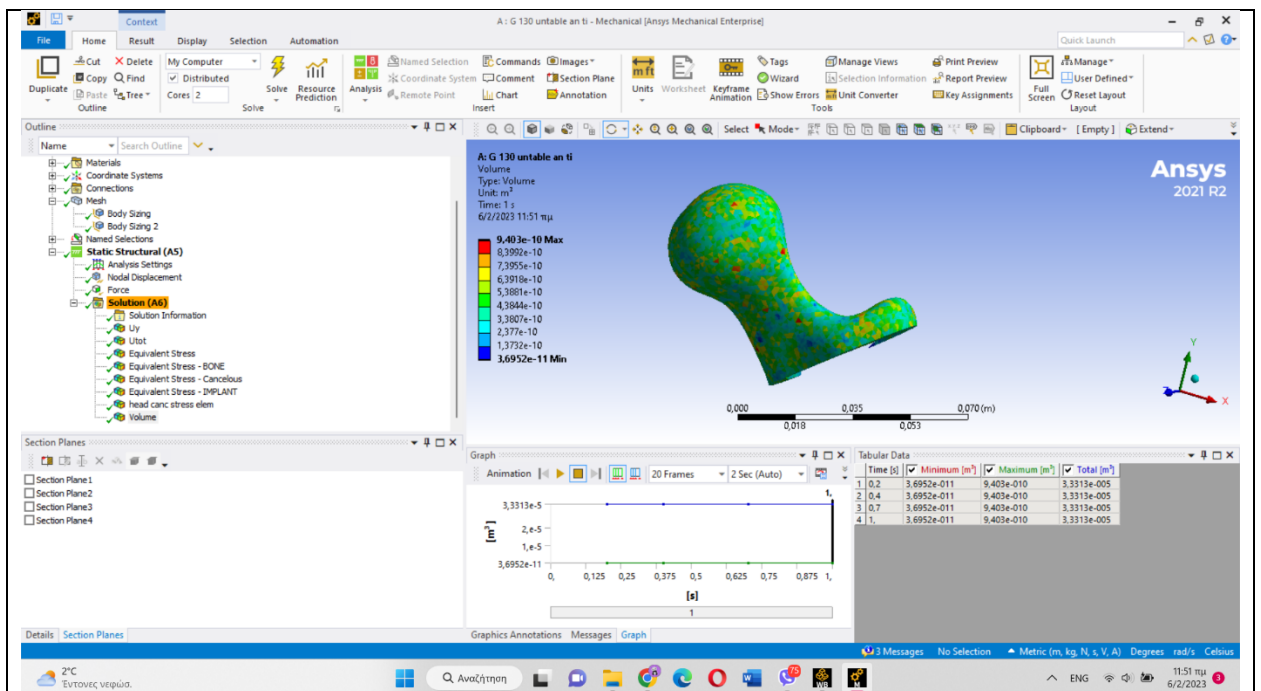 Context
A : G 130 untable an ti - Mechanical [Ansys Mechanical Enterprise]
File Home Result Display Selection Automation
Quick Launch
Duplicate
Cut
Copy
Paste
Delete
Find
Tree
Outline
My Computer
Distributed
Cores 2
Solve
Resource Prediction
Solve
Analysis
Named Selection
Coordinate System
Remote Point
Commands
Comment
Chart
Images
Section Plane
Annotation
Insert
Units
Worksheet
Keyframe Animation
Tags
Wizard
Show Errors
Manage Views
Selection Information
Unit Converter
Print Preview
Report Preview
Key Assignments
Tools
Full Screen
Manage
User Defined
Reset Layout
Layout
Outline
Name Search Outline
Materials
Coordinate Systems
Connections
Mesh
Body Sizing
Body Sizing 2
Named Selections
Static Structural (A5)
Analysis Settings
Nodal Displacement
Force
Solution (A6)
Solution Information
Uy
Utot
Equivalent Stress
Equivalent Stress - BONE
Equivalent Stress - Cancelous
Equivalent Stress - IMPLANT
head canc stress elem
Volume
Select Mode Clipboard [ Empty ] Extend
A: G 130 untable an ti
Volume
Type: Volume
Unit: m³
Time: 1 s
6/2/2023 11:51 πμ
9,403e-10 Max
8,3992e-10
7,3955e-10
6,3918e-10
5,3881e-10
4,3844e-10
3,3807e-10
2,377e-10
1,3732e-10
3,6952e-11 Min
Ansys
2021 R2
Y
X
0,000 0,035 0,070 (m)
0,018 0,053
Section Planes
Section Plane1
Section Plane2
Section Plane3
Section Plane4
Details Section Planes
Graph
Animation 20 Frames 2 Sec (Auto)
1,
3,3313e-5
2,e-5
1,e-5
3,6952e-11
[m³]
0, 0,125 0,25 0,375 0,5 0,625 0,75 0,875 1,
[s]
1
Graphics Annotations Messages Graph
Tabular Data
Time [s] Minimum [m³] Maximum [m³] Total [m³]
1 0,2 3,6952e-011 9,403e-010 3,3313e-005
2 0,4 3,6952e-011 9,403e-010 3,3313e-005
3 0,7 3,6952e-011 9,403e-010 3,3313e-005
4 1, 3,6952e-011 9,403e-010 3,3313e-005
3 Messages No Selection Metric (m, kg, N, s, V, A) Degrees rad/s Celsius
2°C
Έντονες νεφώσ.
Αναζήτηση
WB
M
ENG
11:51 πμ
6/2/2023
3